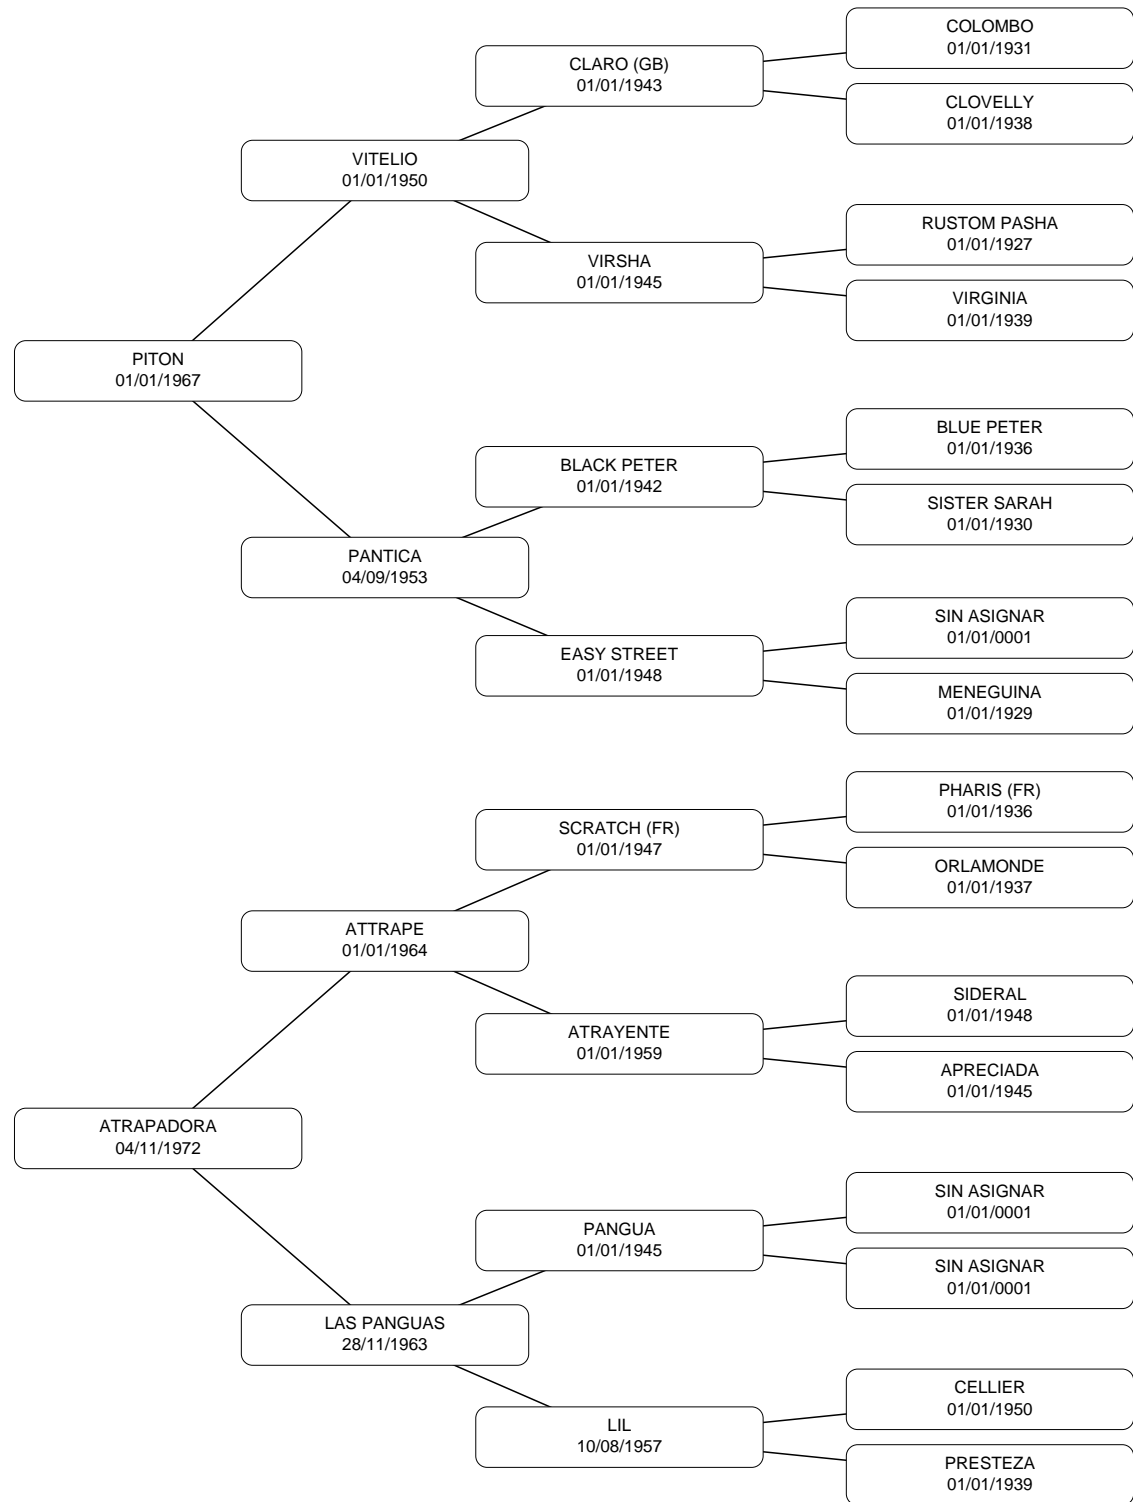 COLOMBO
01/01/1931
CLARO (GB)
01/01/1943
CLOVELLY
01/01/1938
VITELIO
01/01/1950
RUSTOM PASHA
01/01/1927
VIRSHA
01/01/1945
VIRGINIA
01/01/1939
PITON
01/01/1967
BLUE PETER
01/01/1936
BLACK PETER
01/01/1942
SISTER SARAH
01/01/1930
PANTICA
04/09/1953
SIN ASIGNAR
01/01/0001
EASY STREET
01/01/1948
MENEGUINA
01/01/1929
PHARIS (FR)
01/01/1936
SCRATCH (FR)
01/01/1947
ORLAMONDE
01/01/1937
ATTRAPE
01/01/1964
SIDERAL
01/01/1948
ATRAYENTE
01/01/1959
APRECIADA
01/01/1945
ATRAPADORA
04/11/1972
SIN ASIGNAR
01/01/0001
PANGUA
01/01/1945
SIN ASIGNAR
01/01/0001
LAS PANGUAS
28/11/1963
CELLIER
01/01/1950
LIL
10/08/1957
PRESTEZA
01/01/1939